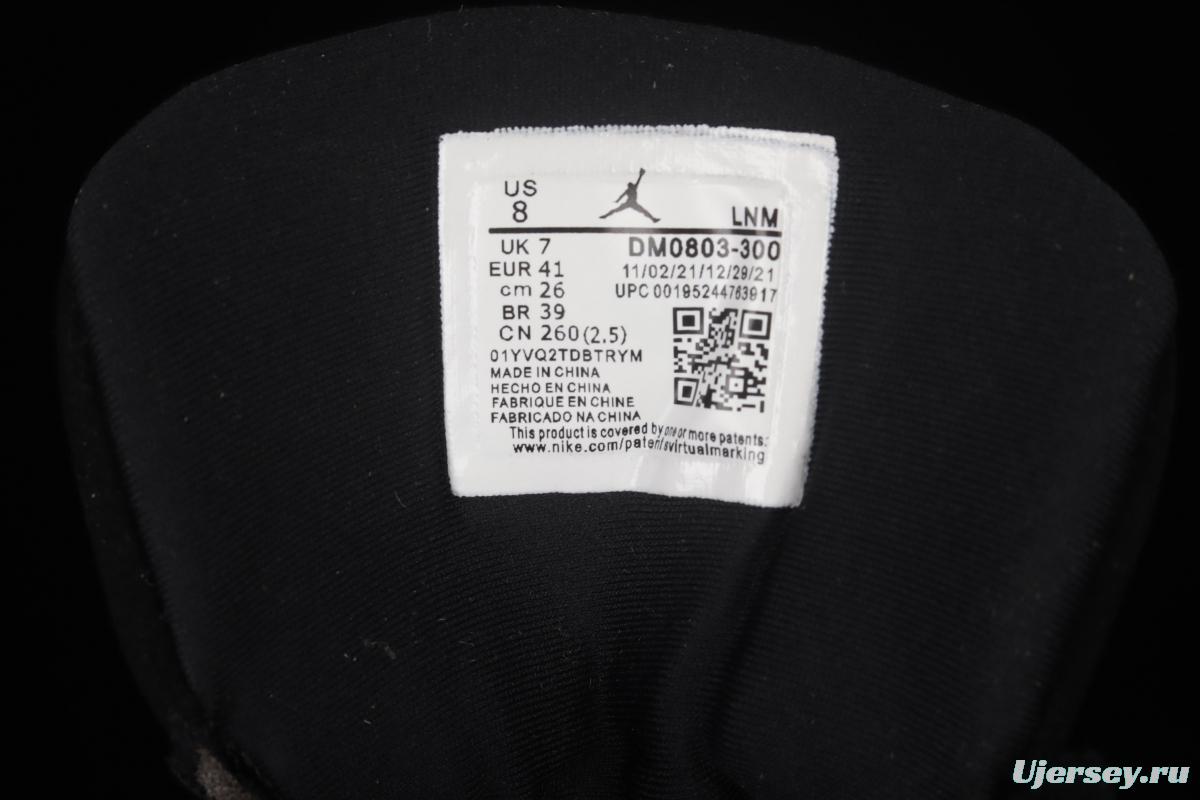 US
8
LNM
UK 7
DM0803-300
EUR 41
11/02/21/12/29/21
cm 26
UPC 00195244763917
BR 39
CN 260(2.5)
01YVQ2TDBTRYM
MADE IN CHINA
HECHO EN CHINA
FABRIQUE EN CHINE
FABRICADO NA CHINA
This product is covered by one or more patents:
www.nike.com/patentsvirtualmarking
Ujersey.ru